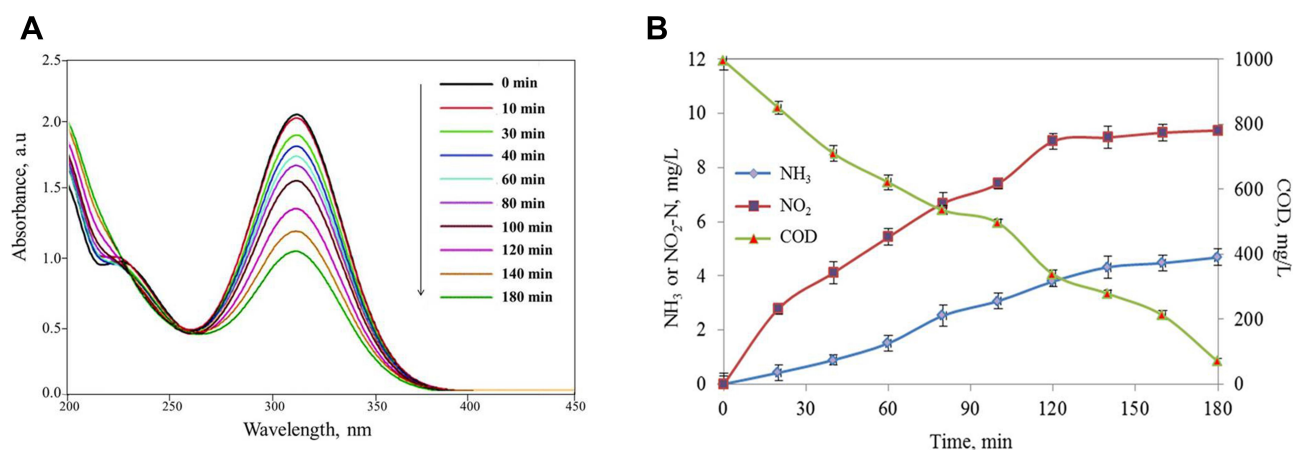 A
2.5
2.0
1.5
1.0
0.5
0.0
200
250
300
350
400
450
Absorbance, a.u
Wavelength, nm
0 min
10 min
30 min
40 min
60 min
80 min
100 min
120 min
140 min
180 min
B
12
10
8
6
4
2
0
NH₃ or NO₂-N, mg/L
NH₃
NO₂
COD
1000
800
600
400
200
0
COD, mg/L
0
30
60
90
120
150
180
Time, min